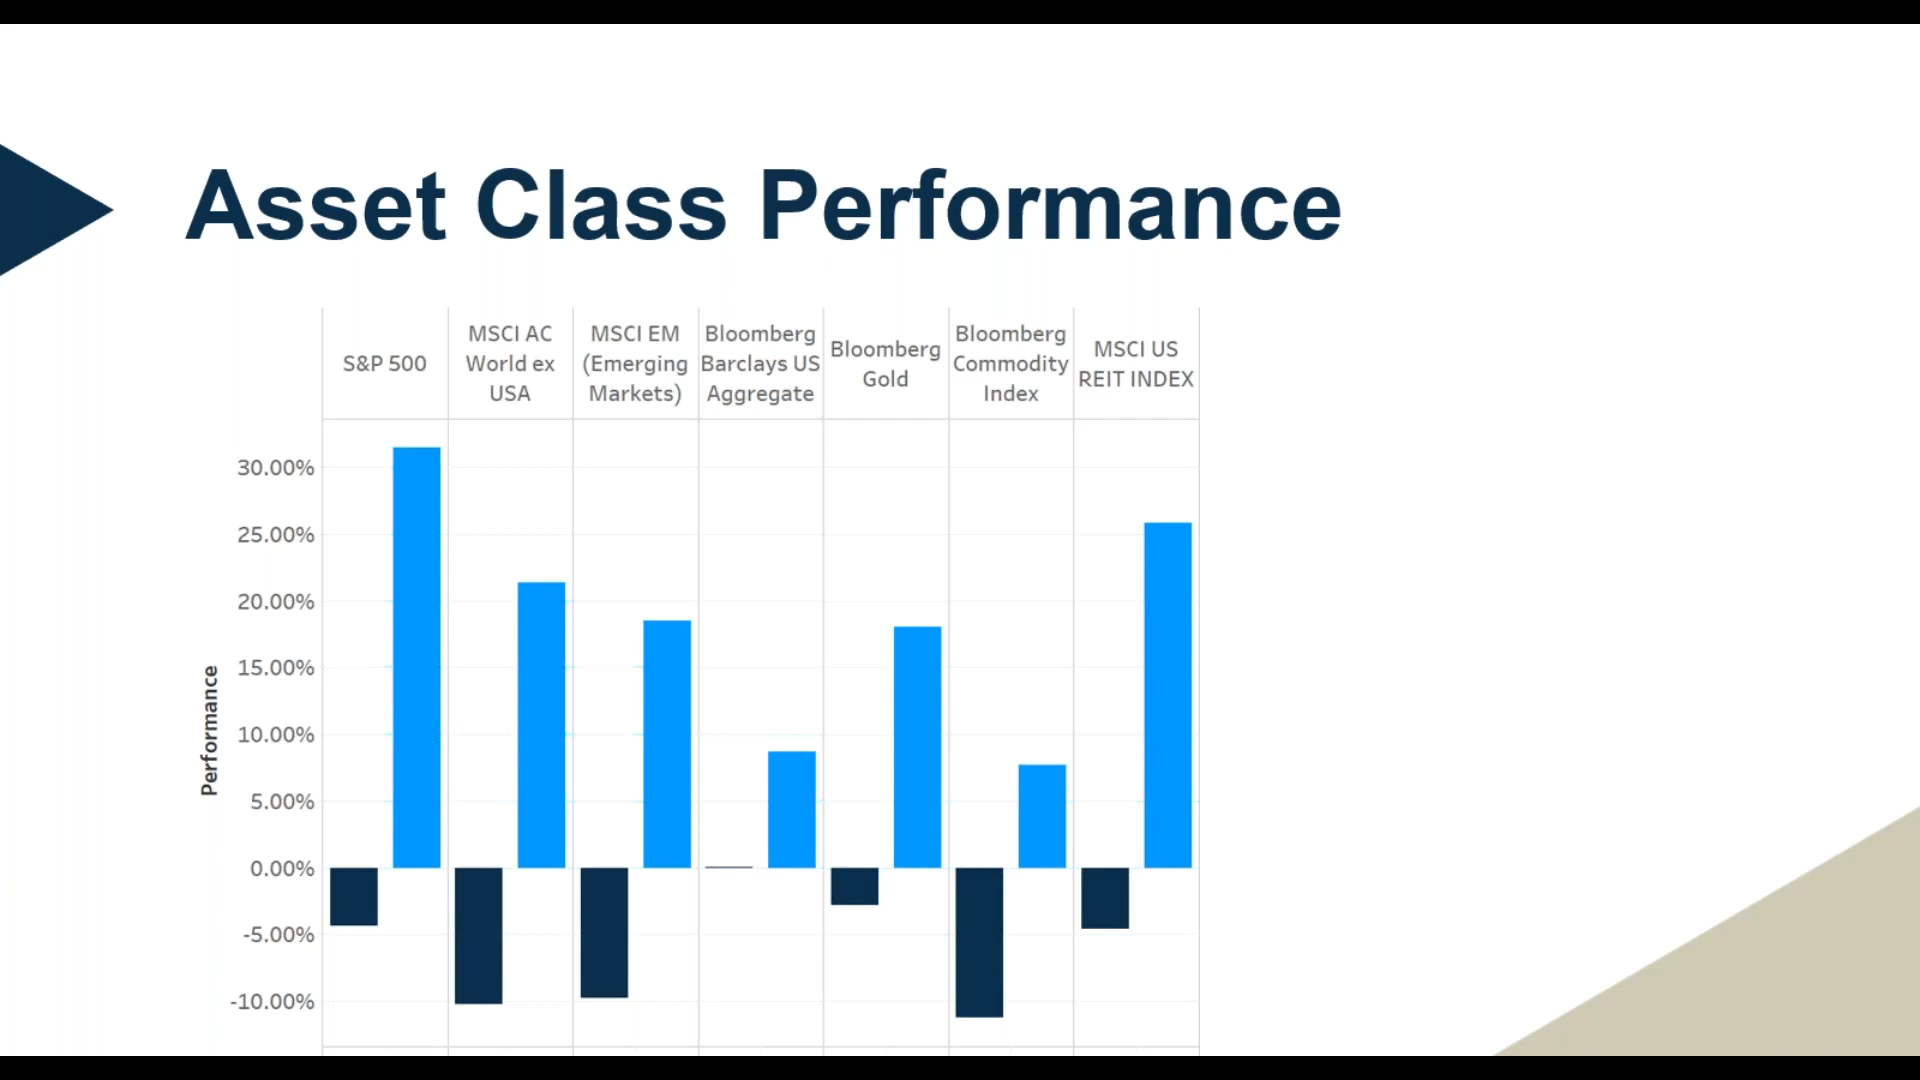 Asset Class Performance
S&P 500
MSCI AC
World ex
USA
MSCI EM
(Emerging
Markets)
Bloomberg
Barclays US
Aggregate
Bloomberg
Gold
Bloomberg
Commodity
Index
MSCI US
REIT INDEX
Performance
30.00%
25.00%
20.00%
15.00%
10.00%
5.00%
0.00%
-5.00%
-10.00%